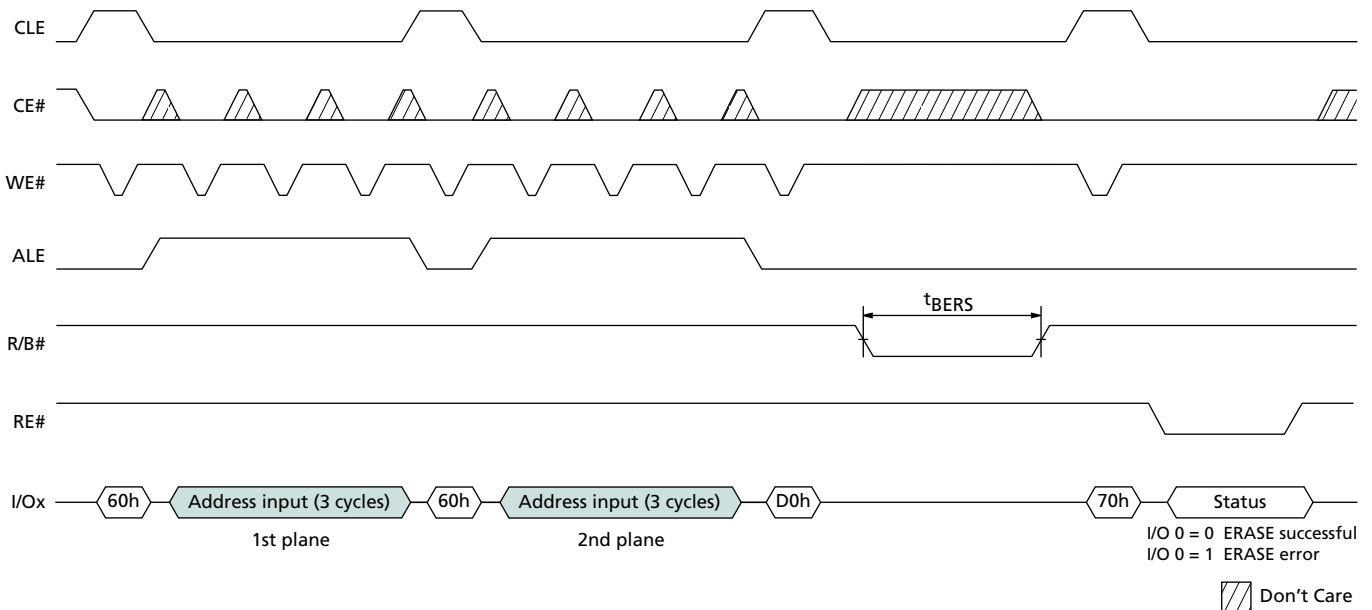 CLE
CE#
WE#
ALE
tBERS
R/B#
RE#
I/Ox
60h
Address input (3 cycles)
60h
Address input (3 cycles)
D0h
70h
Status
1st plane
2nd plane
I/O 0 = 0 ERASE successful
I/O 0 = 1 ERASE error
Don't Care